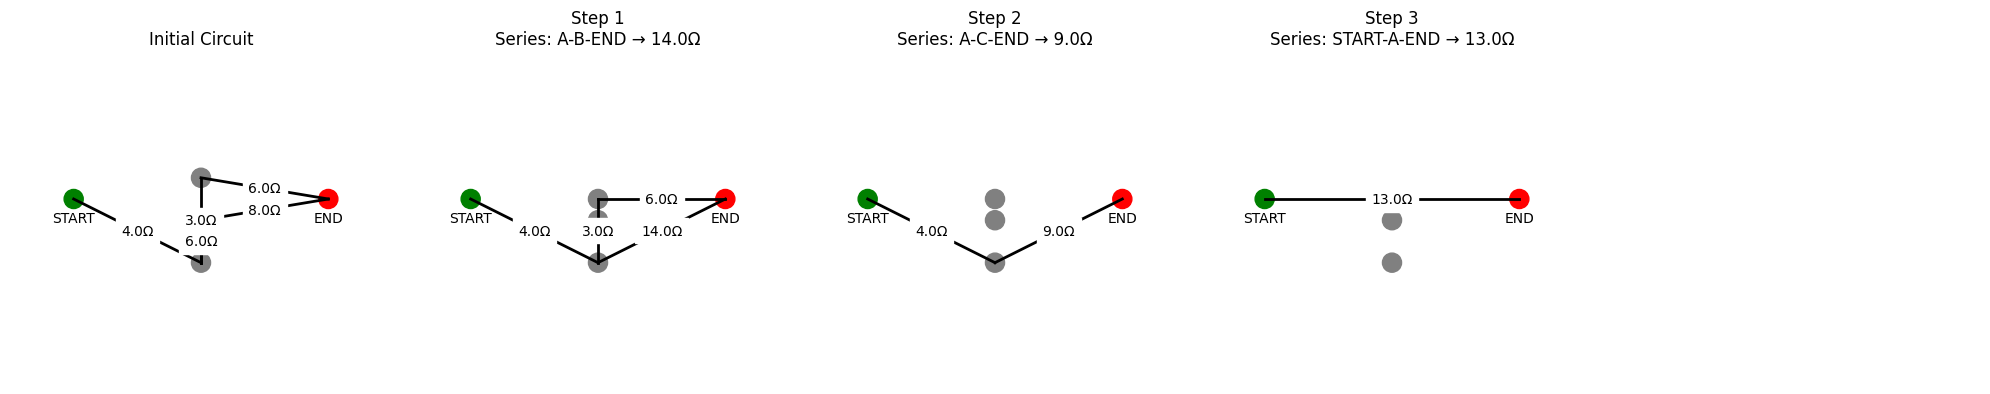 Initial Circuit
START
4.0Ω
6.0Ω
8.0Ω
3.0Ω
6.0Ω
END
Step 1
Series: A-B-END → 14.0Ω
START
4.0Ω
6.0Ω
3.0Ω
14.0Ω
END
Step 2
Series: A-C-END → 9.0Ω
START
4.0Ω
9.0Ω
END
Step 3
Series: START-A-END → 13.0Ω
13.0Ω
START
END